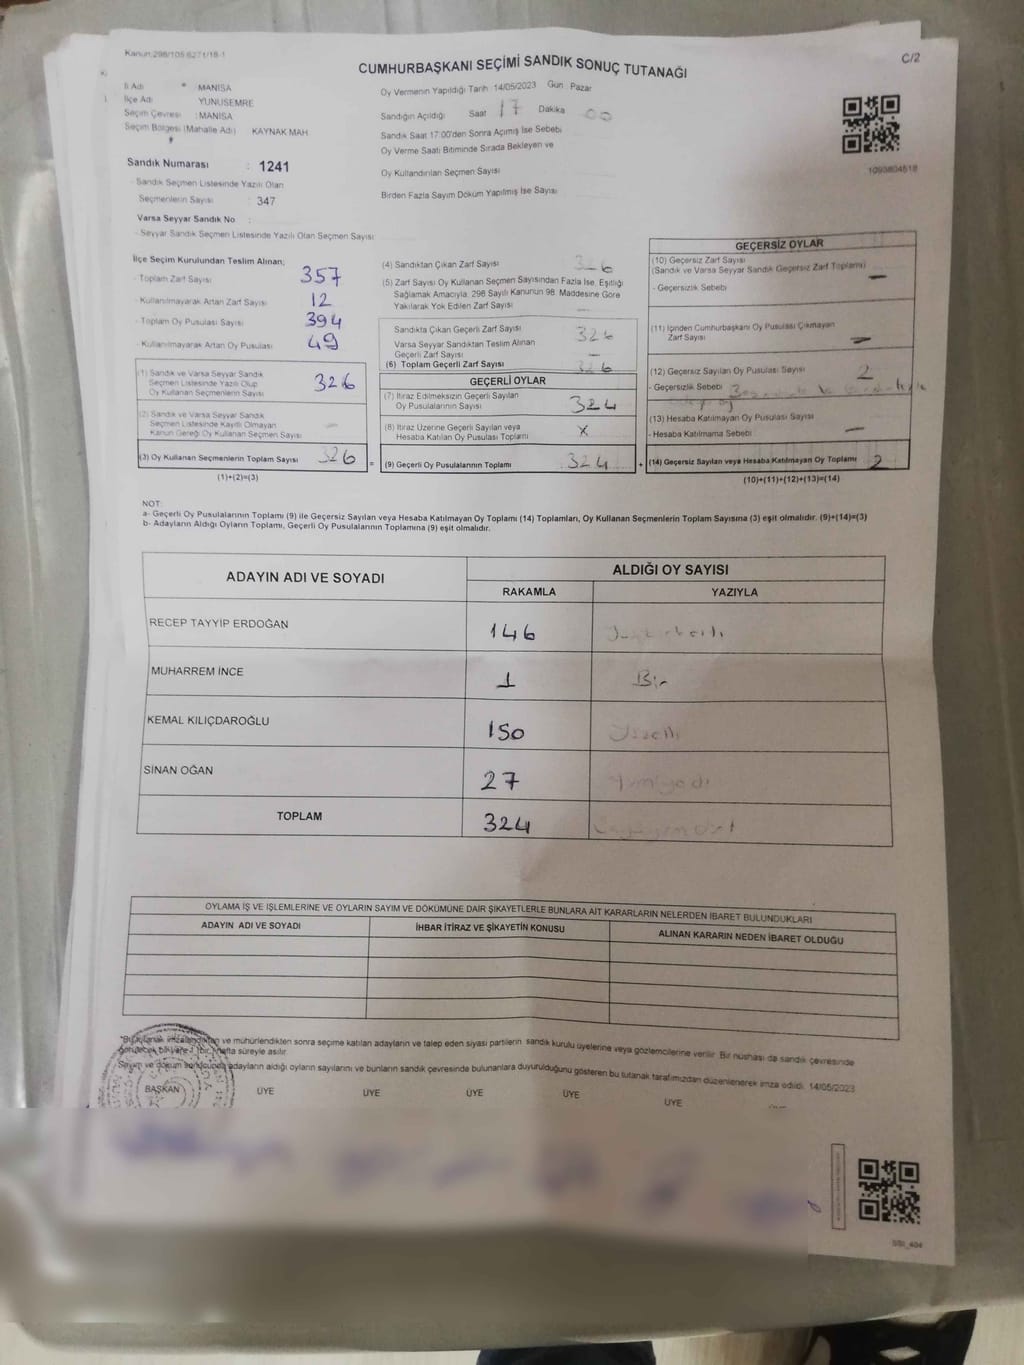 Kanun:298/105 6271/18-1
C/2
CUMHURBAŞKANI SEÇİMİ SANDIK SONUÇ TUTANAĞI
İl Adı : MANİSA
İlçe Adı YUNUSEMRE
Seçim Çevresi : MANİSA
Seçim Bölgesi (Mahalle Adı) KAYNAK MAH
Sandık Numarası : 1241
- Sandık Seçmen Listesinde Yazılı Olan
Seçmenlerin Sayısı : 347
Varsa Seyyar Sandık No :
- Seyyar Sandık Seçmen Listesinde Yazılı Olan Seçmen Sayısı
Oy Vermenin Yapıldığı Tarih 14/05/2023 Gün Pazar
Sandığın Açıldığı Saat 17 Dakika 00
Sandık Saat 17:00'den Sonra Açımış İse Sebebi
Oy Verme Saati Bitiminde Sırada Bekleyen ve
Oy Kullandırılan Seçmen Sayısı
Birden Fazla Sayım Döküm Yapılmış İse Sayısı
1093804518
İlçe Seçim Kurulundan Teslim Alınan;
- Toplam Zarf Sayısı 357
- Kullanılmayarak Artan Zarf Sayısı 12
- Toplam Oy Pusulası Sayısı 394
- Kullanılmayarak Artan Oy Pusulası 49
(1) Sandık ve Varsa Seyyar Sandık
Seçmen Listesinde Yazılı Olup
Oy Kullanan Seçmenlerin Sayısı 326
(2) Sandık ve Varsa Seyyar Sandık
Seçmen Listesinde Kayıtlı Olmayan
Kanun Gereği Oy Kullanan Seçmen Sayısı —
(3) Oy Kullanan Seçmenlerin Toplam Sayısı 326 =
(1)+(2)=(3)
(4) Sandıktan Çıkan Zarf Sayısı 326
(5) Zarf Sayısı Oy Kullanan Seçmen Sayısından Fazla İse, Eşitliği
Sağlamak Amacıyla, 298 Sayılı Kanunun 98. Maddesine Göre
Yakılarak Yok Edilen Zarf Sayısı —
Sandıkta Çıkan Geçerli Zarf Sayısı 326
Varsa Seyyar Sandıktan Teslim Alınan
Geçerli Zarf Sayısı —
(6) Toplam Geçerli Zarf Sayısı 326
GEÇERLİ OYLAR
(7) İtiraz Edilmeksizin Geçerli Sayılan
Oy Pusulalarının Sayısı 324
(8) İtiraz Üzerine Geçerli Sayılan veya
Hesaba Katılan Oy Pusulası Toplamı X
(9) Geçerli Oy Pusulalarının Toplamı 324 +
GEÇERSİZ OYLAR
(10) Geçersiz Zarf Sayısı
(Sandık ve Varsa Seyyar Sandık Geçersiz Zarf Toplamı) —
- Geçersizlik Sebebi
(11) İçinden Cumhurbaşkanı Oy Pusulası Çıkmayan
Zarf Sayısı —
(12) Geçersiz Sayılan Oy Pusulası Sayısı 2
- Geçersizlik Sebebi
(13) Hesaba Katılmayan Oy Pusulası Sayısı —
- Hesaba Katılmama Sebebi
(14) Geçersiz Sayılan veya Hesaba Katılmayan Oy Toplamı 2
(10)+(11)+(12)+(13)=(14)
NOT:
a- Geçerli Oy Pusulalarının Toplamı (9) ile Geçersiz Sayılan veya Hesaba Katılmayan Oy Toplamı (14) Toplamları, Oy Kullanan Seçmenlerin Toplam Sayısına (3) eşit olmalıdır. (9)+(14)=(3)
b- Adayların Aldığı Oyların Toplamı, Geçerli Oy Pusulalarının Toplamına (9) eşit olmalıdır.
ADAYIN ADI VE SOYADI ALDIĞI OY SAYISI
RAKAMLA YAZIYLA
RECEP TAYYİP ERDOĞAN 146
MUHARREM İNCE 1 Bir
KEMAL KILIÇDAROĞLU 150 Yüzelli
SİNAN OĞAN 27 Yirmiyedi
TOPLAM 324
OYLAMA İŞ VE İŞLEMLERİNE VE OYLARIN SAYIM VE DÖKÜMÜNE DAİR ŞİKAYETLERLE BUNLARA AİT KARARLARIN NELERDEN İBARET BULUNDUKLARI
ADAYIN ADI VE SOYADI İHBAR İTİRAZ VE ŞİKAYETİN KONUSU ALINAN KARARIN NEDEN İBARET OLDUĞU
ve mühürlendikten sonra seçime katılan adayların ve talep eden siyasi partilerin sandık kurulu üyelerine veya gözlemcilerine verilir. Bir nüshası da sandık çevresinde
hafta süreyle asılır.
Sayım ve döküm sonucunda adayların aldığı oyların sayılarını ve bunların sandık çevresinde bulunanlara duyurulduğunu gösteren bu tutanak tarafımızdan düzenlenerek imza edildi. 14/05/2023
BAŞKAN ÜYE ÜYE ÜYE ÜYE ÜYE
SSI_404